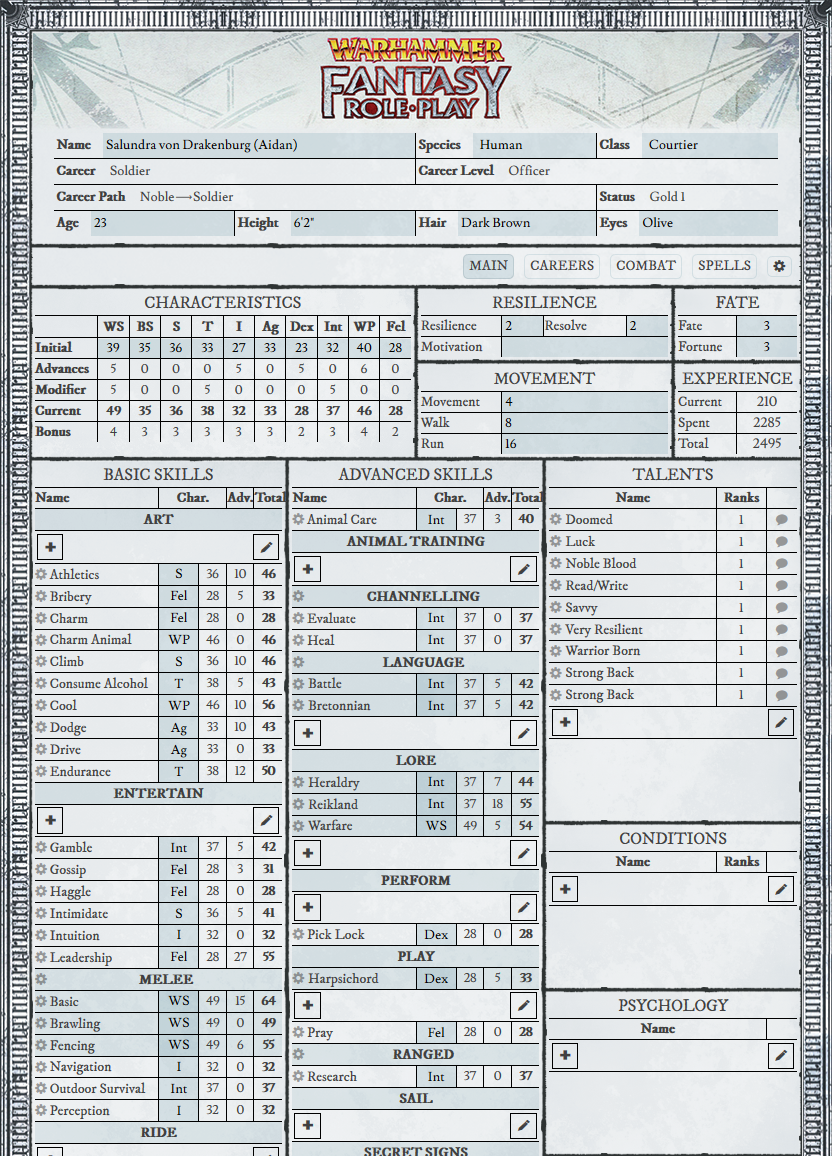 WARHAMMER
FANTASY
ROLE-PLAY
Name Salundra von Drakenburg (Aidan) Species Human Class Courtier
Career Soldier Career Level Officer
Career Path Noble⟶Soldier Status Gold 1
Age 23 Height 6'2" Hair Dark Brown Eyes Olive
MAIN CAREERS COMBAT SPELLS
CHARACTERISTICS
WS BS S T I Ag Dex Int WP Fel
Initial 39 35 36 33 27 33 23 32 40 28
Advances 5 0 0 0 5 0 5 0 6 0
Modifier 5 0 0 5 0 0 0 5 0 0
Current 49 35 36 38 32 33 28 37 46 28
Bonus 4 3 3 3 3 3 2 3 4 2
RESILIENCE
Resilience 2 Resolve 2
Motivation
MOVEMENT
Movement 4
Walk 8
Run 16
FATE
Fate 3
Fortune 3
EXPERIENCE
Current 210
Spent 2285
Total 2495
BASIC SKILLS
Name Char. Adv. Total
ART
Athletics S 36 10 46
Bribery Fel 28 5 33
Charm Fel 28 0 28
Charm Animal WP 46 0 46
Climb S 36 10 46
Consume Alcohol T 38 5 43
Cool WP 46 10 56
Dodge Ag 33 10 43
Drive Ag 33 0 33
Endurance T 38 12 50
ENTERTAIN
Gamble Int 37 5 42
Gossip Fel 28 3 31
Haggle Fel 28 0 28
Intimidate S 36 5 41
Intuition I 32 0 32
Leadership Fel 28 27 55
MELEE
Basic WS 49 15 64
Brawling WS 49 0 49
Fencing WS 49 6 55
Navigation I 32 0 32
Outdoor Survival Int 37 0 37
Perception I 32 0 32
RIDE
ADVANCED SKILLS
Name Char. Adv. Total
Animal Care Int 37 3 40
ANIMAL TRAINING
CHANNELLING
Evaluate Int 37 0 37
Heal Int 37 0 37
LANGUAGE
Battle Int 37 5 42
Bretonnian Int 37 5 42
LORE
Heraldry Int 37 7 44
Reikland Int 37 18 55
Warfare WS 49 5 54
PERFORM
Pick Lock Dex 28 0 28
PLAY
Harpsichord Dex 28 5 33
Pray Fel 28 0 28
RANGED
Research Int 37 0 37
SAIL
SECRET SIGNS
TALENTS
Name Ranks
Doomed 1
Luck 1
Noble Blood 1
Read/Write 1
Savvy 1
Very Resilient 1
Warrior Born 1
Strong Back 1
Strong Back 1
CONDITIONS
Name Ranks
PSYCHOLOGY
Name